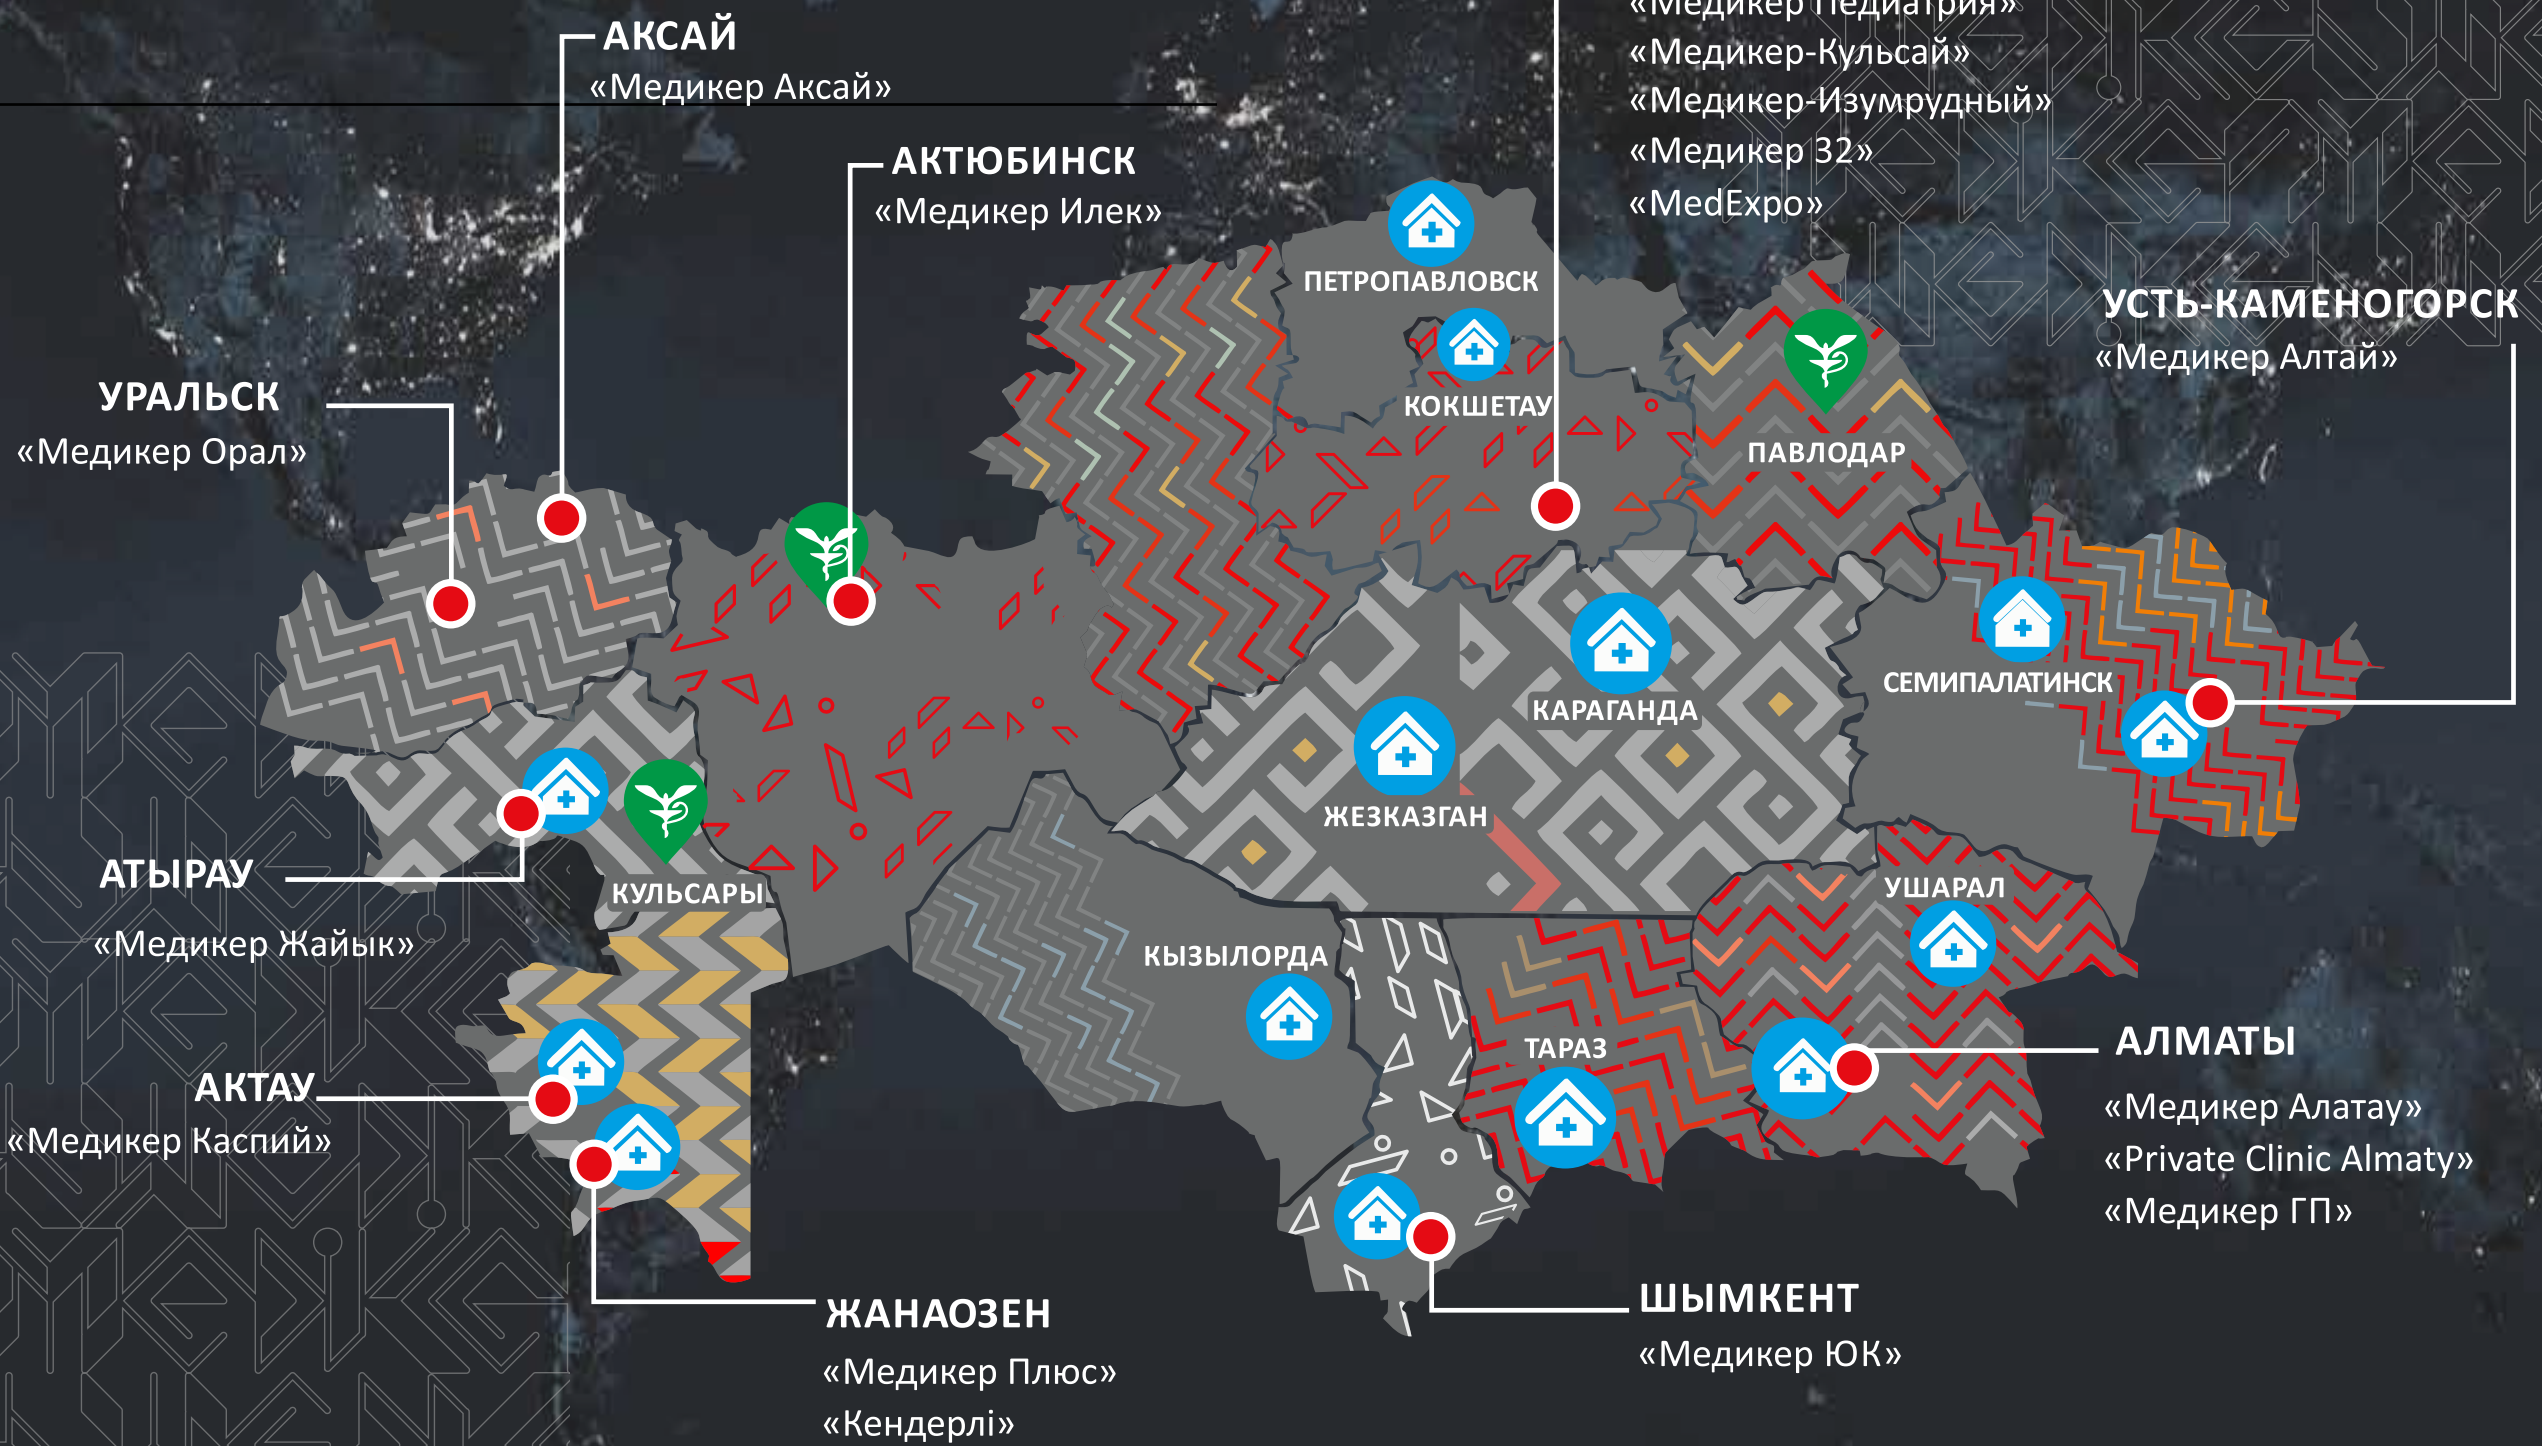 АКСАЙ
«Медикер Аксай»
АКТЮБИНСК
«Медикер Илек»
«Медикер Педиатрия»
«Медикер-Кульсай»
«Медикер-Изумрудный»
«Медикер 32»
«MedExpo»
УСТЬ-КАМЕНОГОРСК
«Медикер Алтай»
УРАЛЬСК
«Медикер Орал»
ПЕТРОПАВЛОВСК
КОКШЕТАУ
ПАВЛОДАР
СЕМИПАЛАТИНСК
КАРАГАНДА
ЖЕЗКАЗГАН
АТЫРАУ
«Медикер Жайык»
КУЛЬСАРЫ
УШАРАЛ
КЫЗЫЛОРДА
ТАРАЗ
АКТАУ
«Медикер Каспий»
АЛМАТЫ
«Медикер Алатау»
«Private Clinic Almaty»
«Медикер ГП»
ЖАНАОЗЕН
«Медикер Плюс»
«Кендерлі»
ШЫМКЕНТ
«Медикер ЮК»